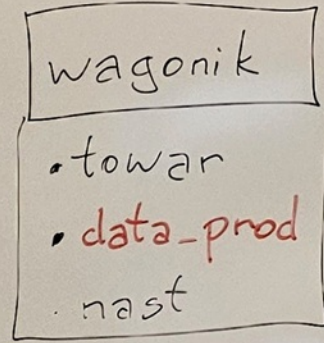 wagonik
• towar
• data_prod
• nast